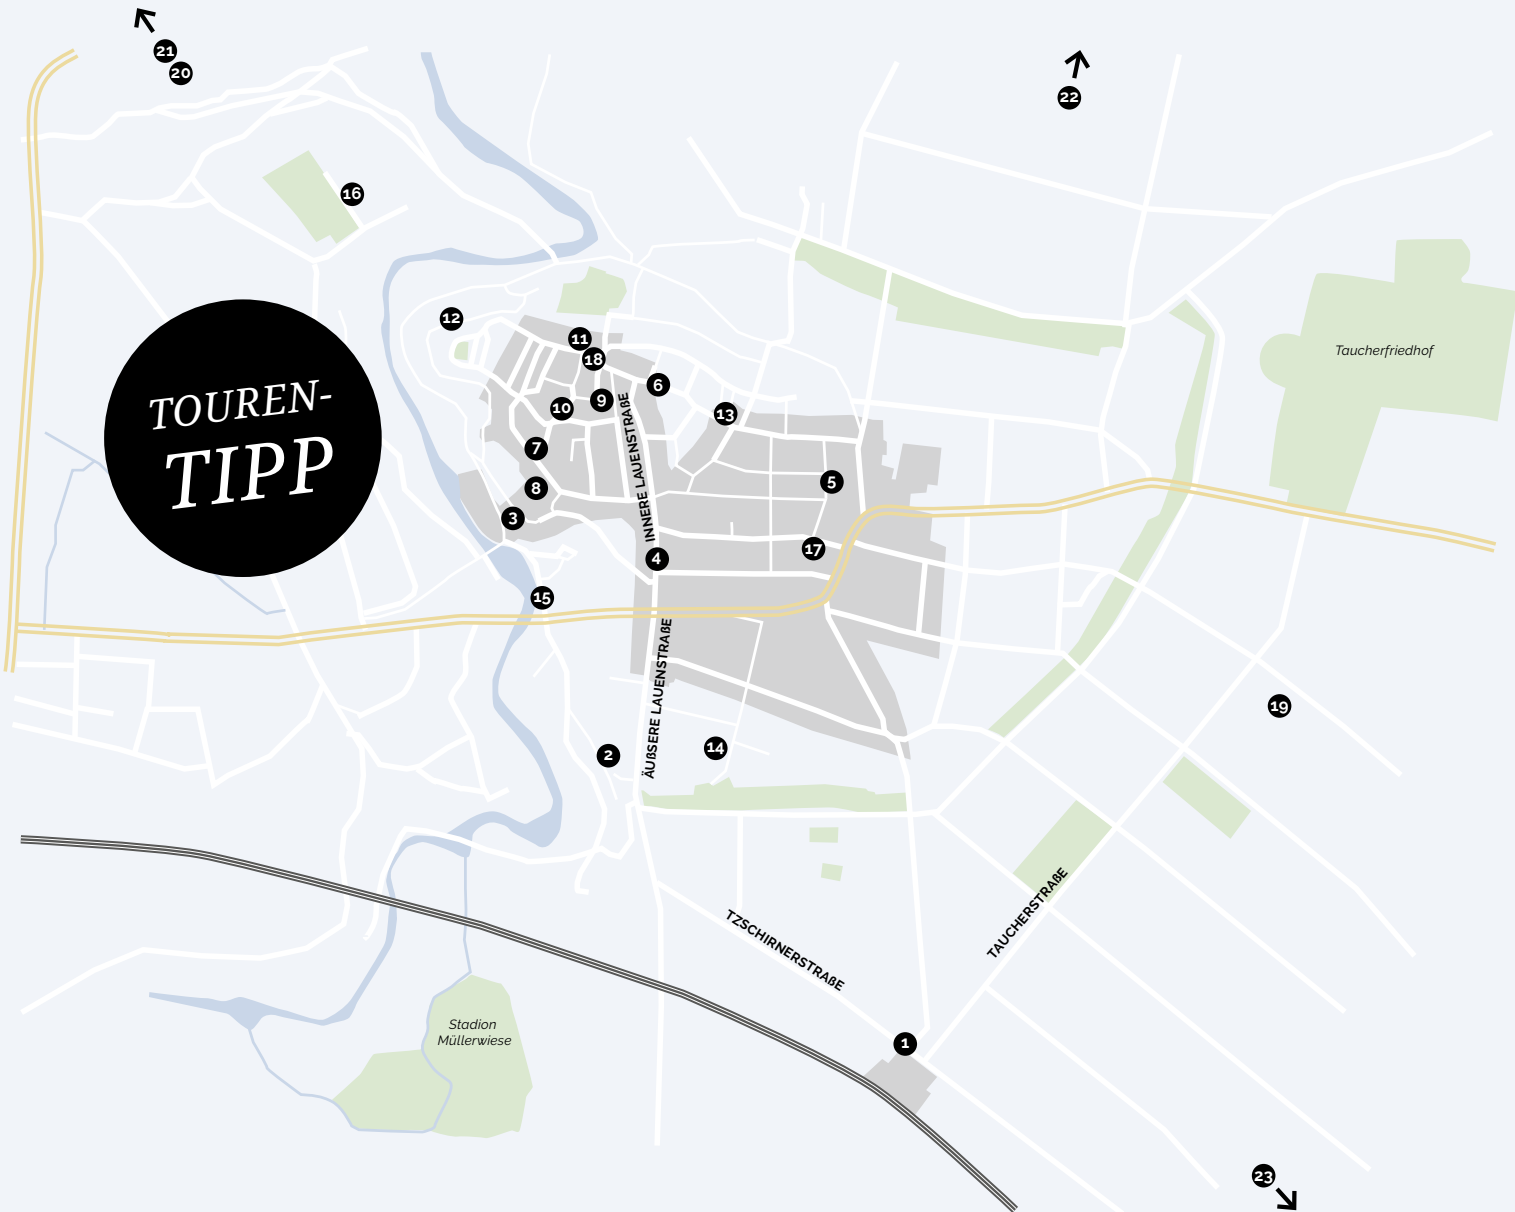 21
20
22
16
Taucherfriedhof
12
11
18
6
TOUREN-
TIPP
9
10
13
INNERE LAUENSTRAßE
7
5
8
3
17
4
15
ÄUßSERE LAUENSTRAßE
19
2
14
TAUCHERSTRAßE
TZSCHIRNERSTRAßE
Stadion
Müllerwiese
1
23